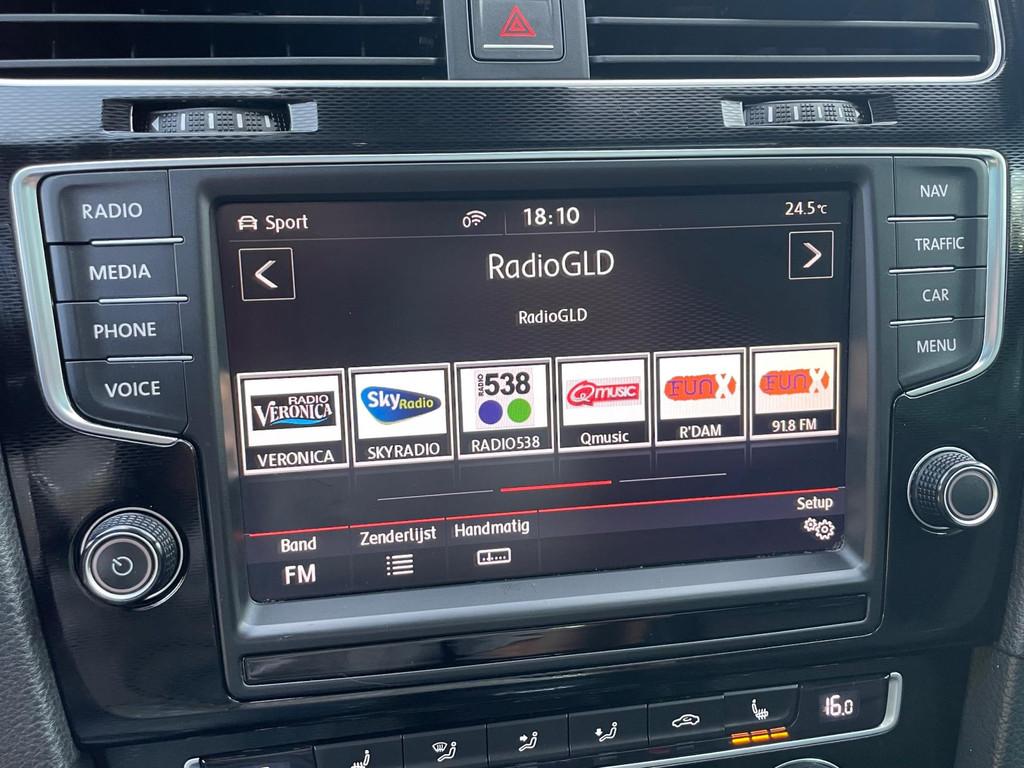 RADIO
MEDIA
PHONE
VOICE
Sport
18:10
24.5°C
RadioGLD
RadioGLD
RADIO
VERONICA
VERONICA
Sky Radio
SKYRADIO
RADIO
538
RADIO538
Qmusic
Qmusic
FUNX
R'DAM
FUNX
91.8 FM
Band
FM
Zenderlijst
Handmatig
Setup
NAV
TRAFFIC
CAR
MENU
16.0